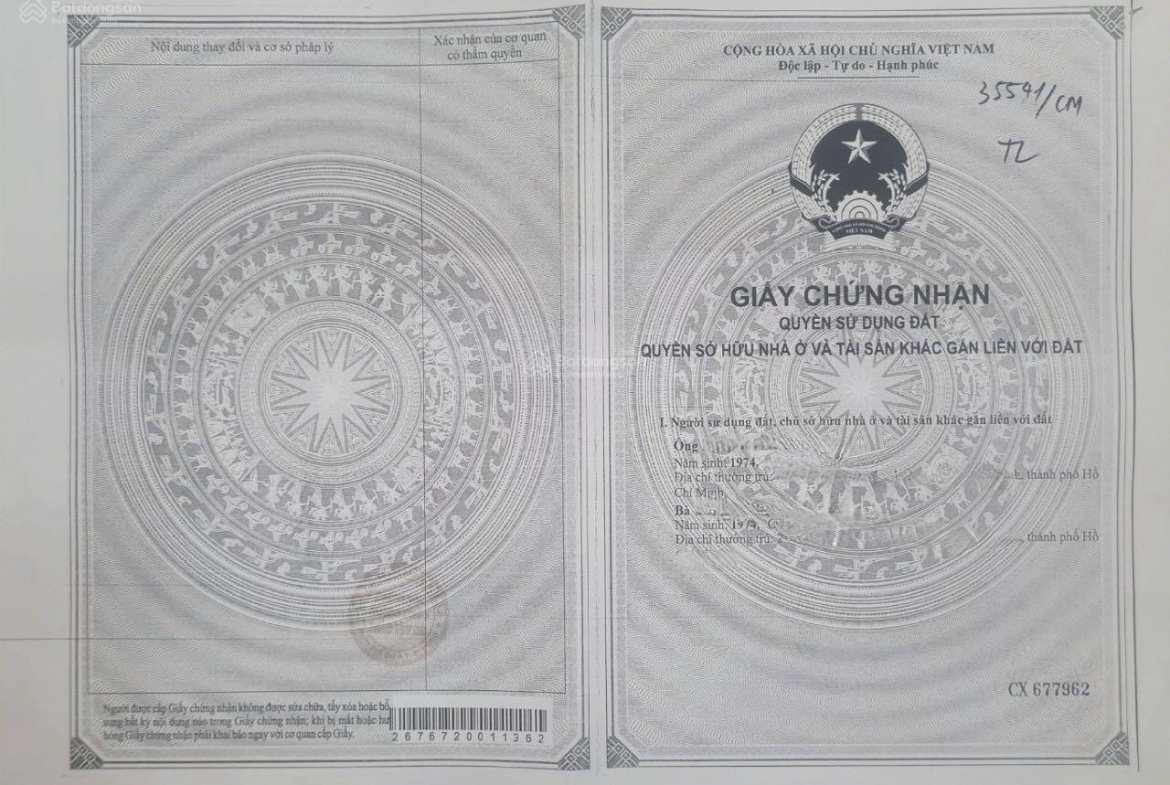 Batdongsan
Nội dung thay đổi và cơ sở pháp lý
Xác nhận của cơ quan
có thẩm quyền
Người được cấp Giấy chứng nhận không được sửa chữa, tẩy xóa hoặc bổ
sung bất kỳ nội dung nào trong Giấy chứng nhận; khi bị mất hoặc hư
hỏng Giấy chứng nhận phải khai báo ngay với cơ quan cấp Giấy.
2676720011362
CỘNG HÒA XÃ HỘI CHỦ NGHĨA VIỆT NAM
Độc lập - Tự do - Hạnh phúc
35541/CM
TL
VIỆT NAM
GIẤY CHỨNG NHẬN
QUYỀN SỬ DỤNG ĐẤT
QUYỀN SỞ HỮU NHÀ Ở VÀ TÀI SẢN KHÁC GẮN LIỀN VỚI ĐẤT
Batdongsan
I. Người sử dụng đất, chủ sở hữu nhà ở và tài sản khác gắn liền với đất
Ông
Năm sinh: 1974,
Địa chỉ thường trú: thành phố Hồ
Chí Minh
Bà
Năm sinh:
Địa chỉ thường trú: , thành phố Hồ
CX 677962